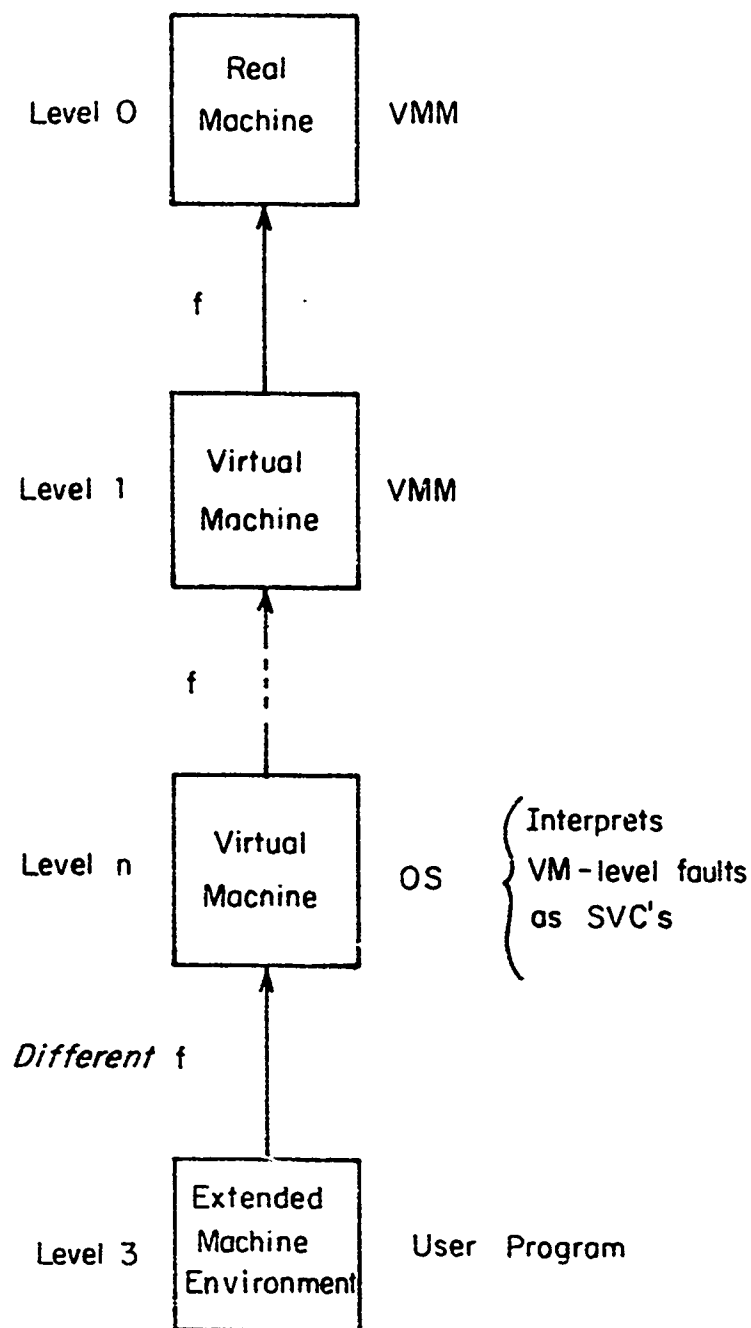 Real
Level 0 Machine VMM
f
Virtual
Level 1 Machine VMM
f
Virtual
Level n Machine OS
Interprets
VM-level faults
as SVC's
Different f
Extended
Level 3 Machine User Program
Environment